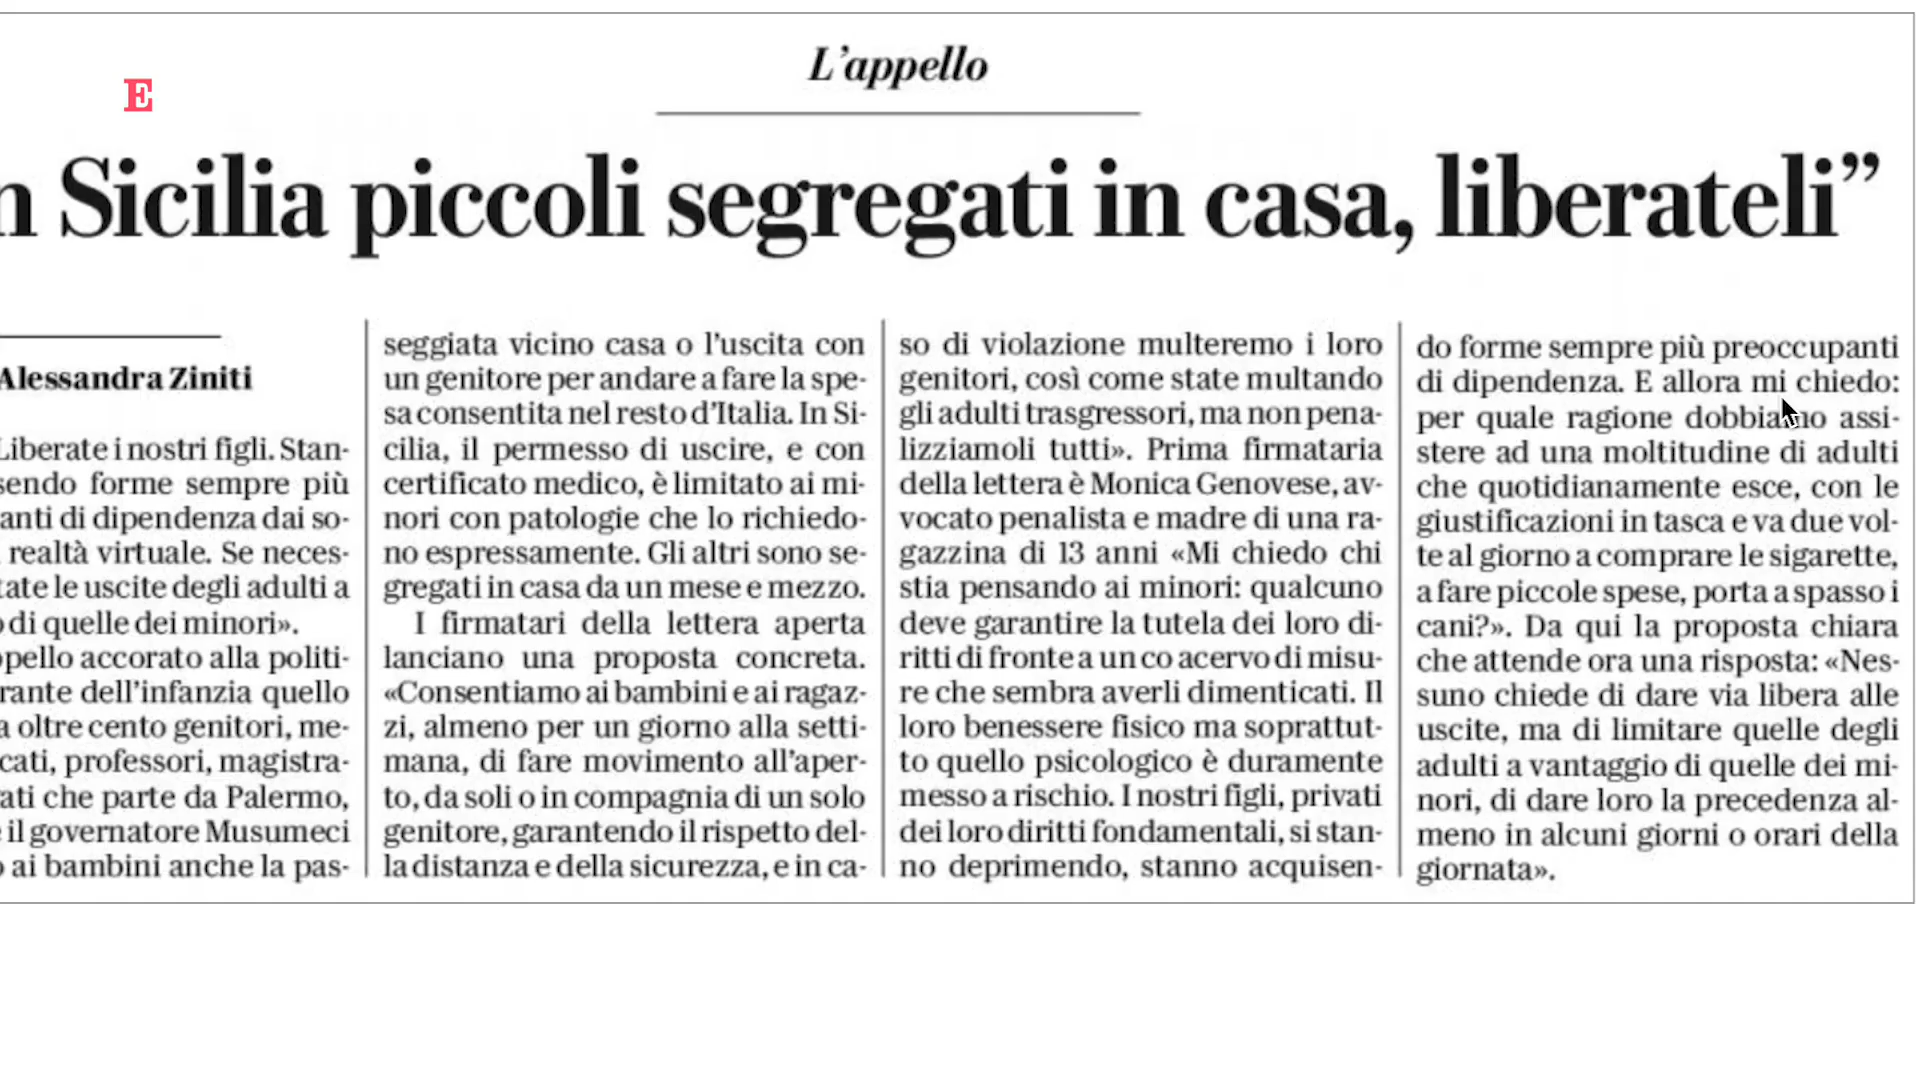 L'appello
E
n Sicilia piccoli segregati in casa, liberateli”
Alessandra Ziniti
Liberate i nostri figli. Stan-
sendo forme sempre più
anti di dipendenza dai so-
realtà virtuale. Se neces-
tate le uscite degli adulti a
o di quelle dei minori».
ppello accorato alla politi-
rante dell'infanzia quello
a oltre cento genitori, me-
cati, professori, magistra-
ati che parte da Palermo,
e il governatore Musumeci
o ai bambini anche la pas-
seggiata vicino casa o l'uscita con
un genitore per andare a fare la spe-
sa consentita nel resto d'Italia. In Si-
cilia, il permesso di uscire, e con
certificato medico, è limitato ai mi-
nori con patologie che lo richiedo-
no espressamente. Gli altri sono se-
gregati in casa da un mese e mezzo.
I firmatari della lettera aperta
lanciano una proposta concreta.
«Consentiamo ai bambini e ai ragaz-
zi, almeno per un giorno alla setti-
mana, di fare movimento all'aper-
to, da soli o in compagnia di un solo
genitore, garantendo il rispetto del-
la distanza e della sicurezza, e in ca-
so di violazione multeremo i loro
genitori, così come state multando
gli adulti trasgressori, ma non pena-
lizziamoli tutti». Prima firmataria
della lettera è Monica Genovese, av-
vocato penalista e madre di una ra-
gazzina di 13 anni «Mi chiedo chi
stia pensando ai minori: qualcuno
deve garantire la tutela dei loro di-
ritti di fronte a un co acervo di misu-
re che sembra averli dimenticati. Il
loro benessere fisico ma soprattut-
to quello psicologico è duramente
messo a rischio. I nostri figli, privati
dei loro diritti fondamentali, si stan-
no deprimendo, stanno acquisen-
do forme sempre più preoccupanti
di dipendenza. E allora mi chiedo:
per quale ragione dobbiamo assi-
stere ad una moltitudine di adulti
che quotidianamente esce, con le
giustificazioni in tasca e va due vol-
te al giorno a comprare le sigarette,
a fare piccole spese, porta a spasso i
cani?». Da qui la proposta chiara
che attende ora una risposta: «Nes-
suno chiede di dare via libera alle
uscite, ma di limitare quelle degli
adulti a vantaggio di quelle dei mi-
nori, di dare loro la precedenza al-
meno in alcuni giorni o orari della
giornata».